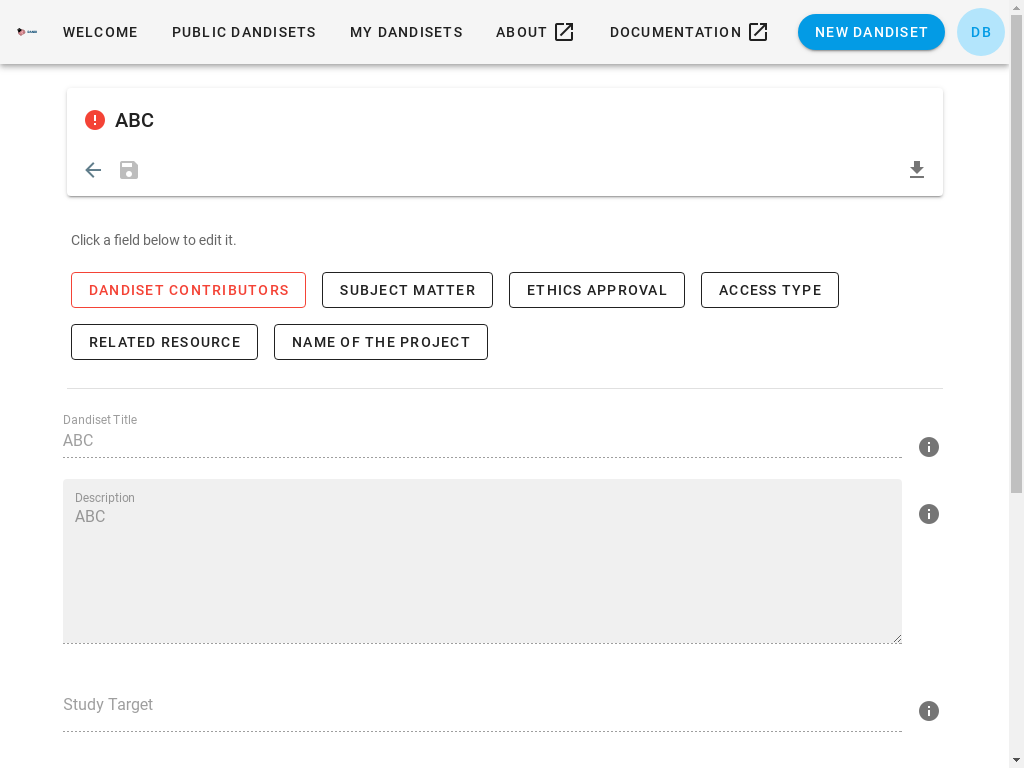 WELCOME PUBLIC DANDISETS MY DANDISETS ABOUT DOCUMENTATION NEW DANDISET DB
ABC
Click a field below to edit it.
DANDISET CONTRIBUTORS SUBJECT MATTER ETHICS APPROVAL ACCESS TYPE
RELATED RESOURCE NAME OF THE PROJECT
Dandiset Title
ABC
Description
ABC
Study Target